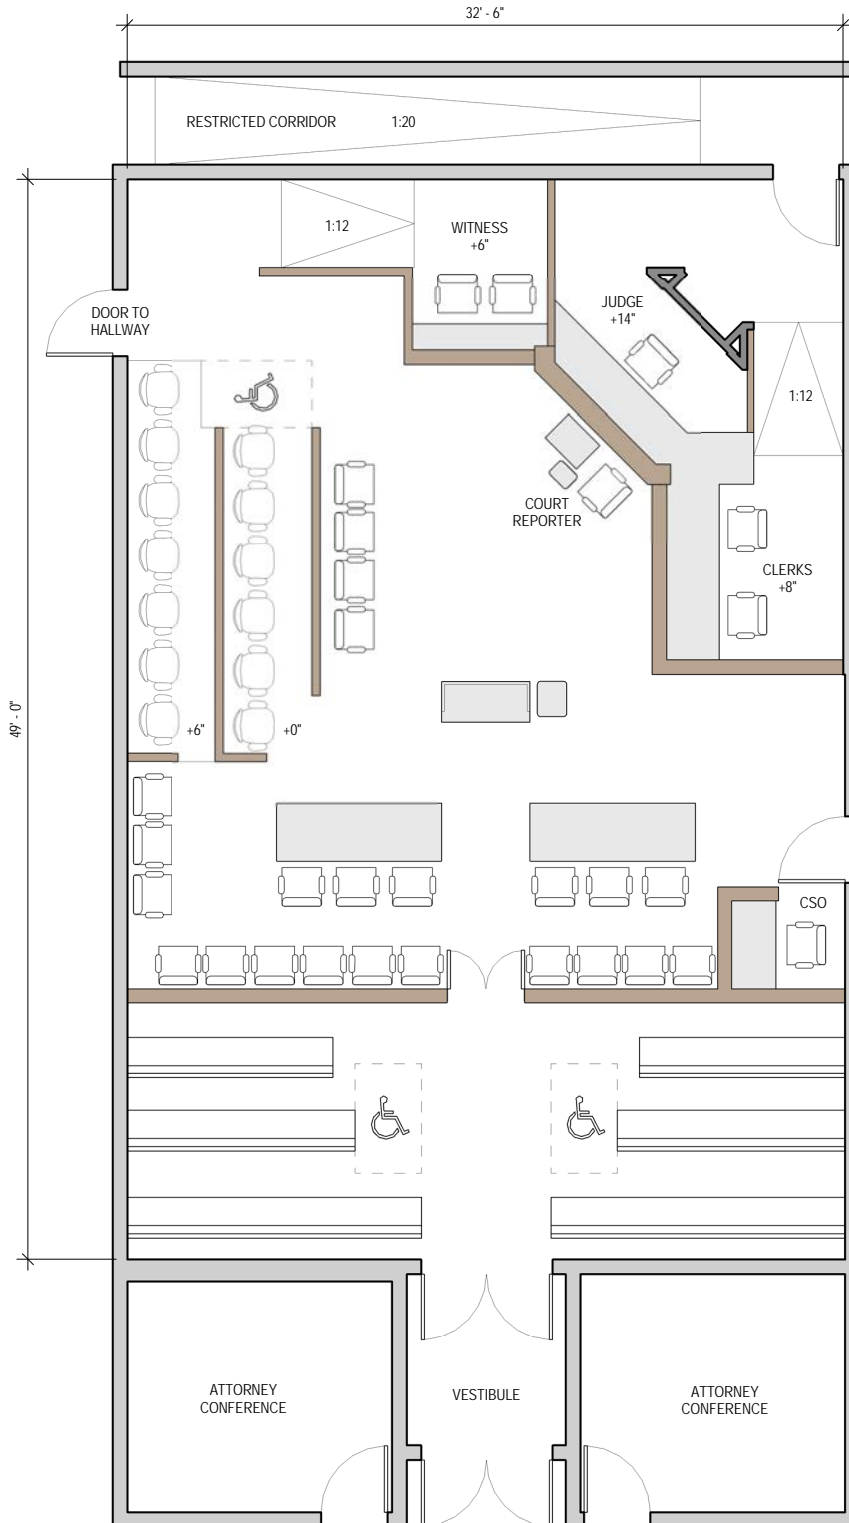 32' - 6"
RESTRICTED CORRIDOR 1:20
1:12
WITNESS
+6"
DOOR TO
HALLWAY
JUDGE
+14"
1:12
COURT
REPORTER
CLERKS
+8"
49' - 0"
+6"
+0"
CSO
ATTORNEY
CONFERENCE
VESTIBULE
ATTORNEY
CONFERENCE